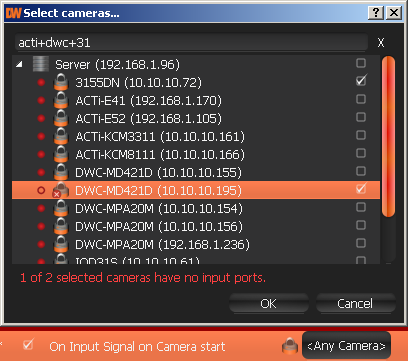 DW Select cameras...
?
acti+dwc+31
X
Server (192.168.1.96)
3155DN (10.10.10.72)
ACTi-E41 (192.168.1.170)
ACTi-E52 (192.168.1.105)
ACTi-KCM3311 (10.10.10.161)
ACTi-KCM8111 (10.10.10.166)
DWC-MD421D (10.10.10.155)
DWC-MD421D (10.10.10.195)
DWC-MPA20M (10.10.10.154)
DWC-MPA20M (10.10.10.156)
DWC-MPA20M (192.168.1.236)
IQD31S (10.10.10.61)
1 of 2 selected cameras have no input ports.
OK
Cancel
On Input Signal on Camera start
<Any Camera>